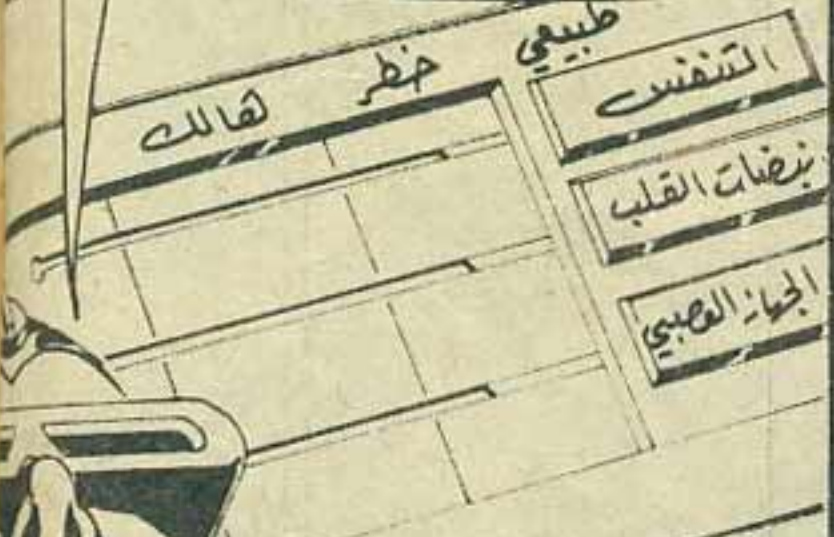 طبيعي خطر هالك
التنفس
نبضات القلب
الجهاز العصبي